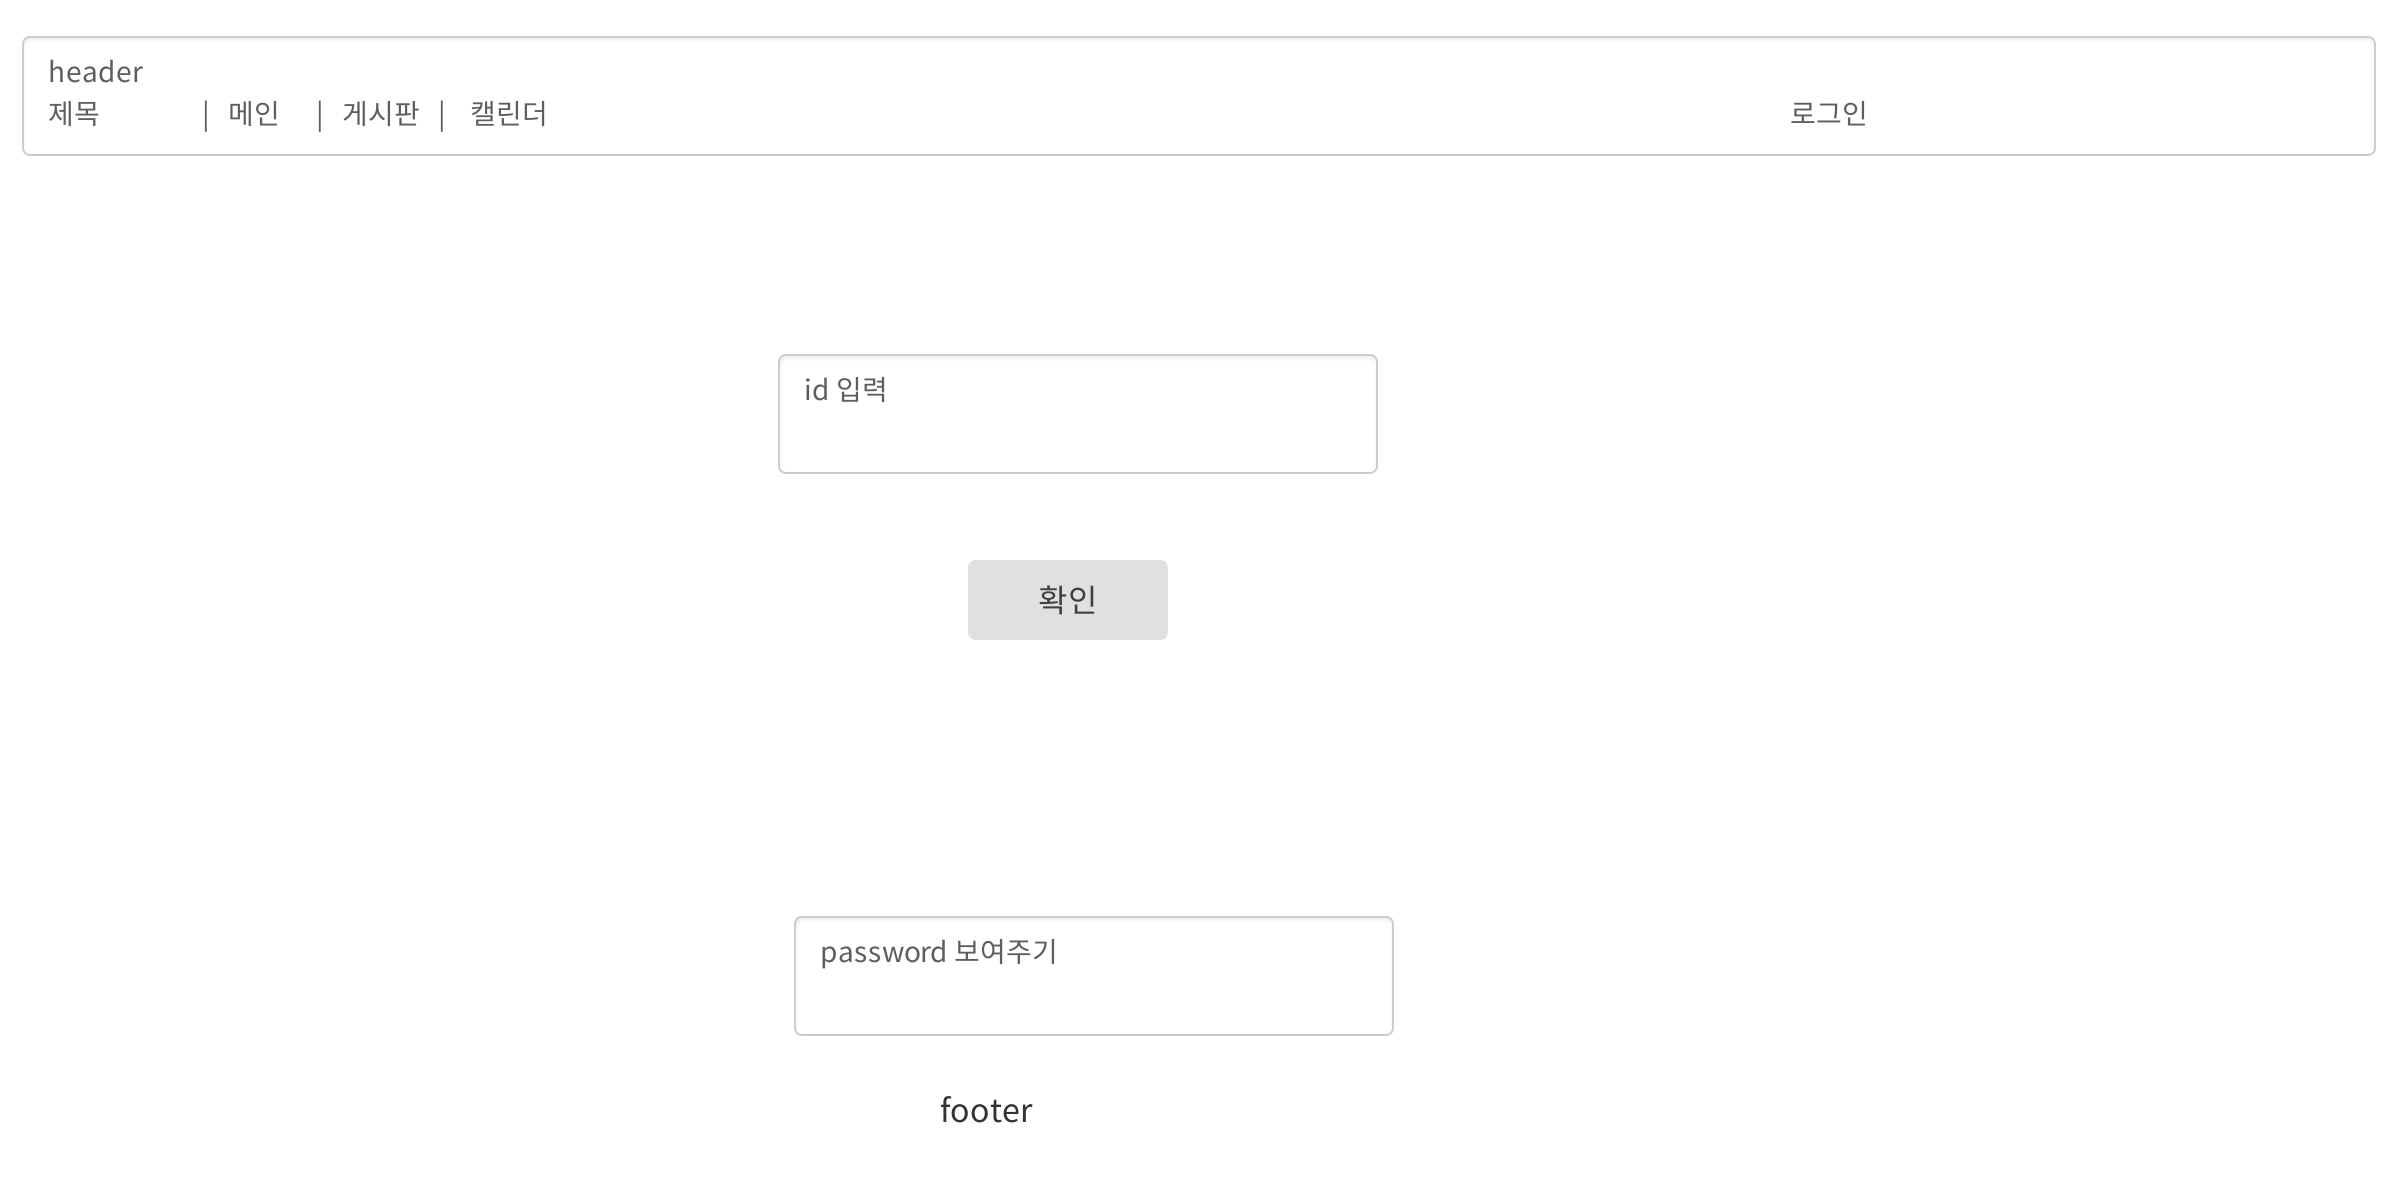 header
제목 | 메인 | 게시판 | 캘린더 로그인
id 입력
확인
password 보여주기
footer